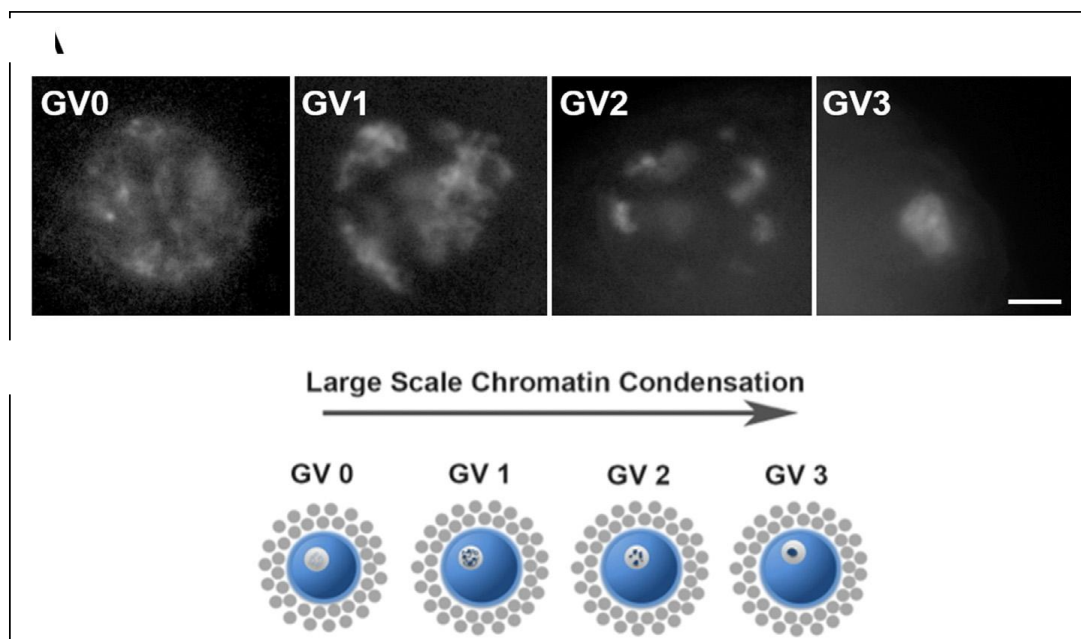 GV0 GV1 GV2 GV3
Large Scale Chromatin Condensation
GV 0 GV 1 GV 2 GV 3